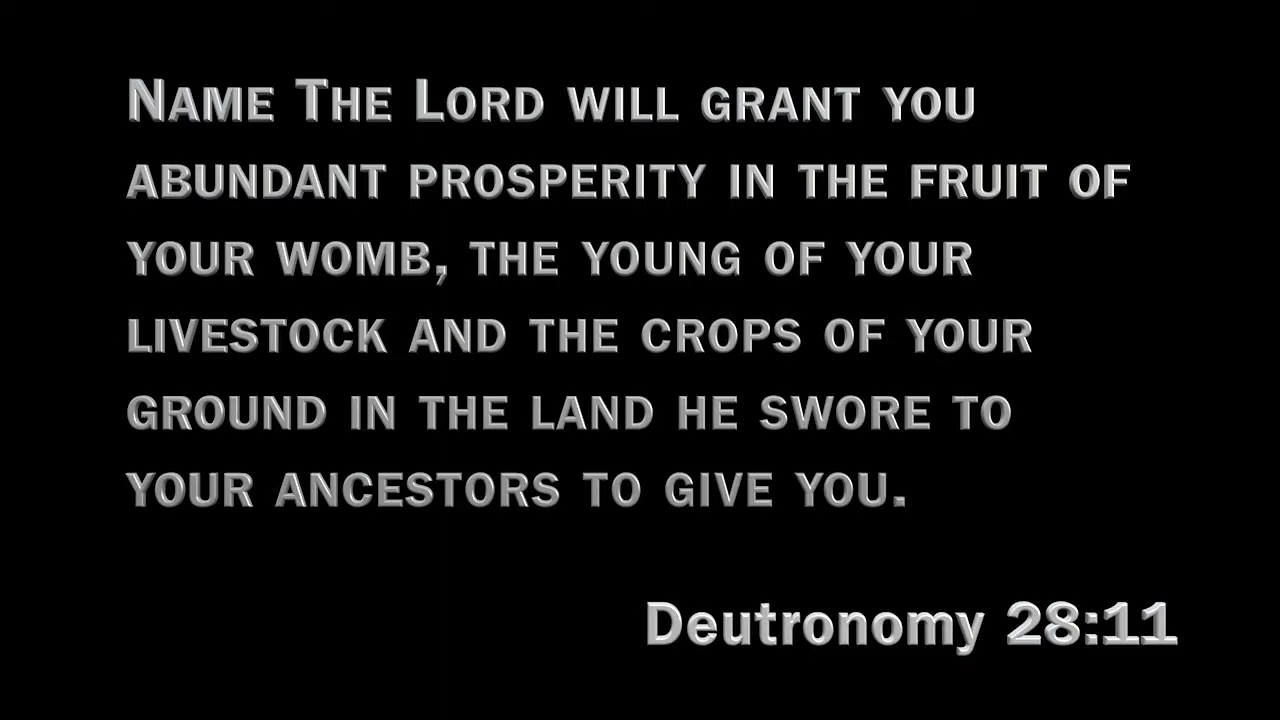 Name The Lord will grant you
abundant prosperity in the fruit of
your womb, the young of your
livestock and the crops of your
ground in the land he swore to
your ancestors to give you.
Deutronomy 28:11